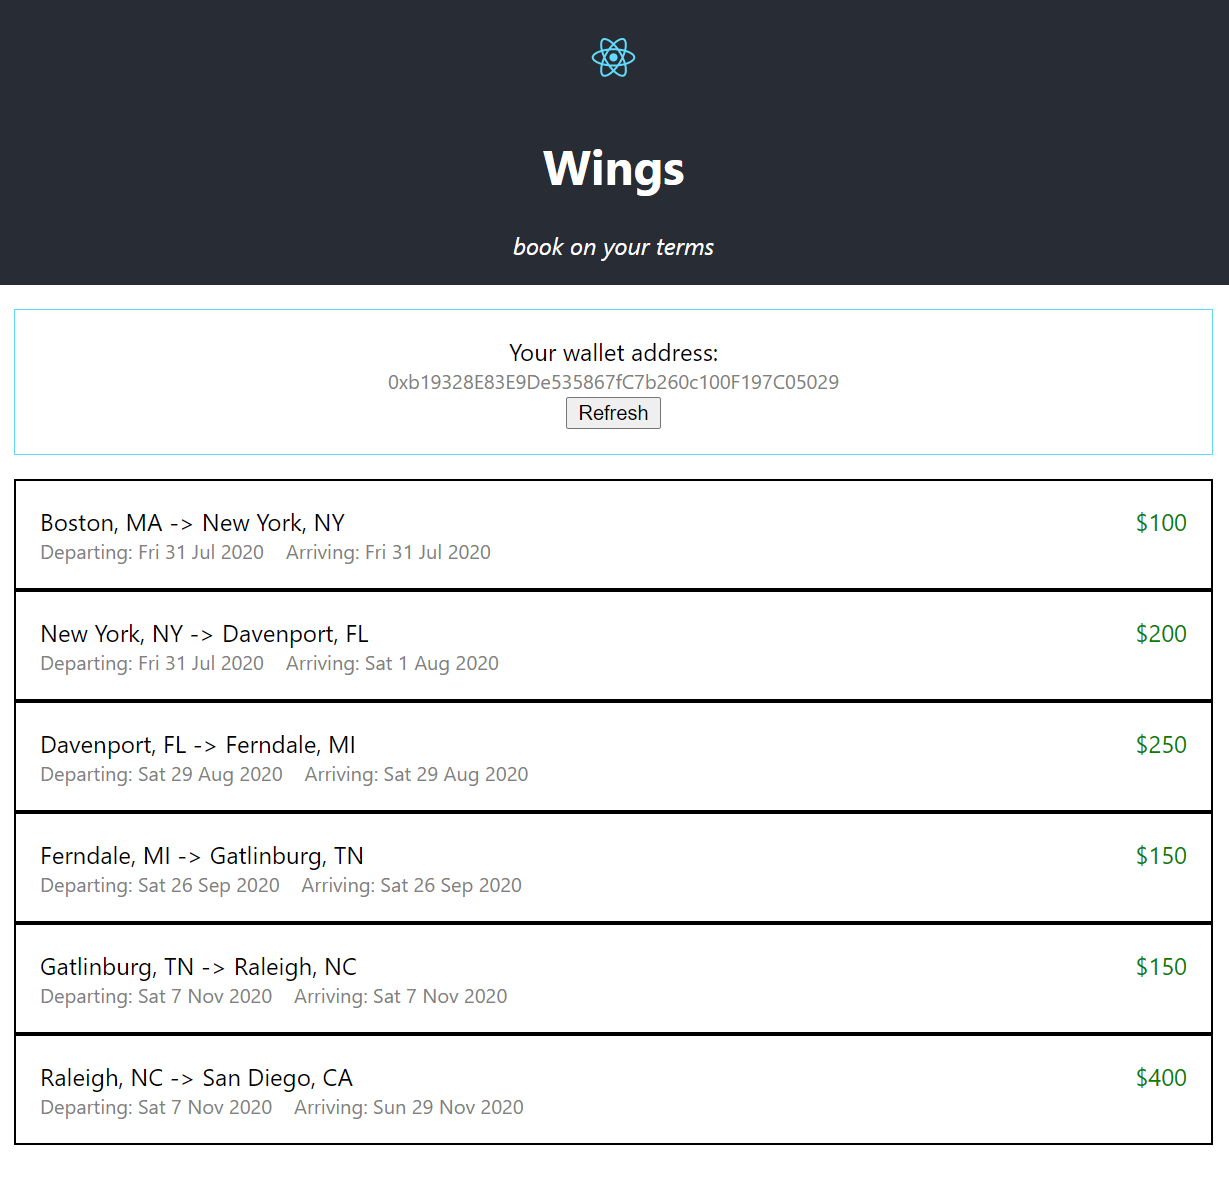 Wings
book on your terms
Your wallet address:
0xb19328E83E9De535867fC7b260c100F197C05029
Refresh
Boston, MA -> New York, NY $100
Departing: Fri 31 Jul 2020 Arriving: Fri 31 Jul 2020
New York, NY -> Davenport, FL $200
Departing: Fri 31 Jul 2020 Arriving: Sat 1 Aug 2020
Davenport, FL -> Ferndale, MI $250
Departing: Sat 29 Aug 2020 Arriving: Sat 29 Aug 2020
Ferndale, MI -> Gatlinburg, TN $150
Departing: Sat 26 Sep 2020 Arriving: Sat 26 Sep 2020
Gatlinburg, TN -> Raleigh, NC $150
Departing: Sat 7 Nov 2020 Arriving: Sat 7 Nov 2020
Raleigh, NC -> San Diego, CA $400
Departing: Sat 7 Nov 2020 Arriving: Sun 29 Nov 2020